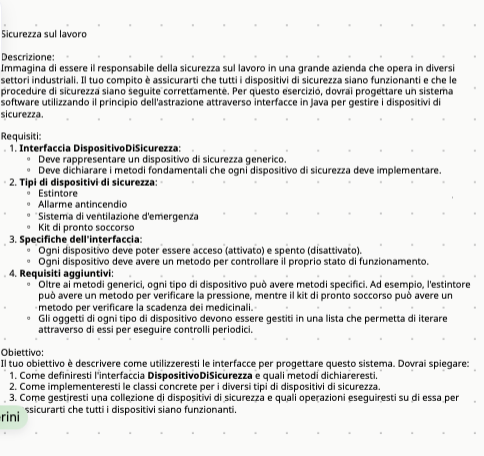 Sicurezza sul lavoro
Descrizione:
Immagina di essere il responsabile della sicurezza sul lavoro in una grande azienda che opera in diversi
settori industriali. Il tuo compito è assicurarti che tutti i dispositivi di sicurezza siano funzionanti e che le
procedure di sicurezza siano seguite correttamente. Per questo esercizio, dovrai progettare un sistema
software utilizzando il principio dell'astrazione attraverso interfacce in Java per gestire i dispositivi di
sicurezza.
Requisiti:
1. Interfaccia DispositivoDiSicurezza:
Deve rappresentare un dispositivo di sicurezza generico.
Deve dichiarare i metodi fondamentali che ogni dispositivo di sicurezza deve implementare.
2. Tipi di dispositivi di sicurezza:
Estintore
Allarme antincendio
Sistema di ventilazione d'emergenza
Kit di pronto soccorso
3. Specifiche dell'interfaccia:
Ogni dispositivo deve poter essere acceso (attivato) e spento (disattivato).
Ogni dispositivo deve avere un metodo per controllare il proprio stato di funzionamento.
4. Requisiti aggiuntivi:
Oltre ai metodi generici, ogni tipo di dispositivo può avere metodi specifici. Ad esempio, l'estintore
può avere un metodo per verificare la pressione, mentre il kit di pronto soccorso può avere un
metodo per verificare la scadenza dei medicinali.
Gli oggetti di ogni tipo di dispositivo devono essere gestiti in una lista che permetta di iterare
attraverso di essi per eseguire controlli periodici.
Obiettivo:
Il tuo obiettivo è descrivere come utilizzeresti le interfacce per progettare questo sistema. Dovrai spiegare:
1. Come definiresti l'interfaccia DispositivoDiSicurezza e quali metodi dichiareresti.
2. Come implementeresti le classi concrete per i diversi tipi di dispositivi di sicurezza.
3. Come gestiresti una collezione di dispositivi di sicurezza e quali operazioni eseguiresti su di essa per
ssicurarti che tutti i dispositivi siano funzionanti.
rini